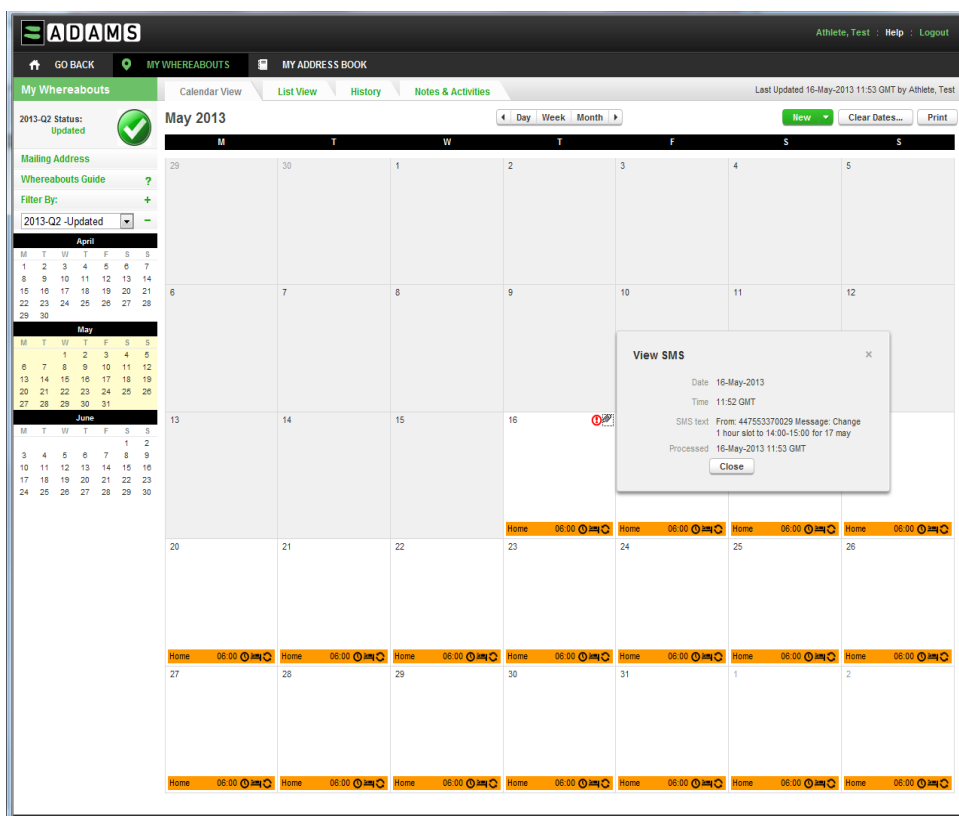 ADAMS
Athlete, Test : Help : Logout
GO BACK MY WHEREABOUTS MY ADDRESS BOOK
My Whereabouts
Calendar View List View History Notes & Activities
Last Updated 16-May-2013 11:53 GMT by Athlete, Test
2013-Q2 Status:
Updated
May 2013
Day Week Month
New Clear Dates... Print
Mailing Address
Whereabouts Guide ?
Filter By: +
2013-Q2 -Updated −
April
M T W T F S S
1 2 3 4 5 6 7
8 9 10 11 12 13 14
15 16 17 18 19 20 21
22 23 24 25 26 27 28
29 30
May
M T W T F S S
1 2 3 4 5
6 7 8 9 10 11 12
13 14 15 16 17 18 19
20 21 22 23 24 25 26
27 28 29 30 31
June
M T W T F S S
1 2
3 4 5 6 7 8 9
10 11 12 13 14 15 16
17 18 19 20 21 22 23
24 25 26 27 28 29 30
M T W T F S S
29 30 1 2 3 4 5
6 7 8 9 10 11 12
View SMS ×
Date 16-May-2013
Time 11:52 GMT
SMS text From: 447553370029 Message: Change
1 hour slot to 14:00-15:00 for 17 may
Processed 16-May-2013 11:53 GMT
Close
13 14 15 16
Home 06:00 Home 06:00 Home 06:00 Home 06:00
20 21 22 23 24 25 26
Home 06:00 Home 06:00 Home 06:00 Home 06:00 Home 06:00 Home 06:00 Home 06:00
27 28 29 30 31 1 2
Home 06:00 Home 06:00 Home 06:00 Home 06:00 Home 06:00 Home 06:00 Home 06:00